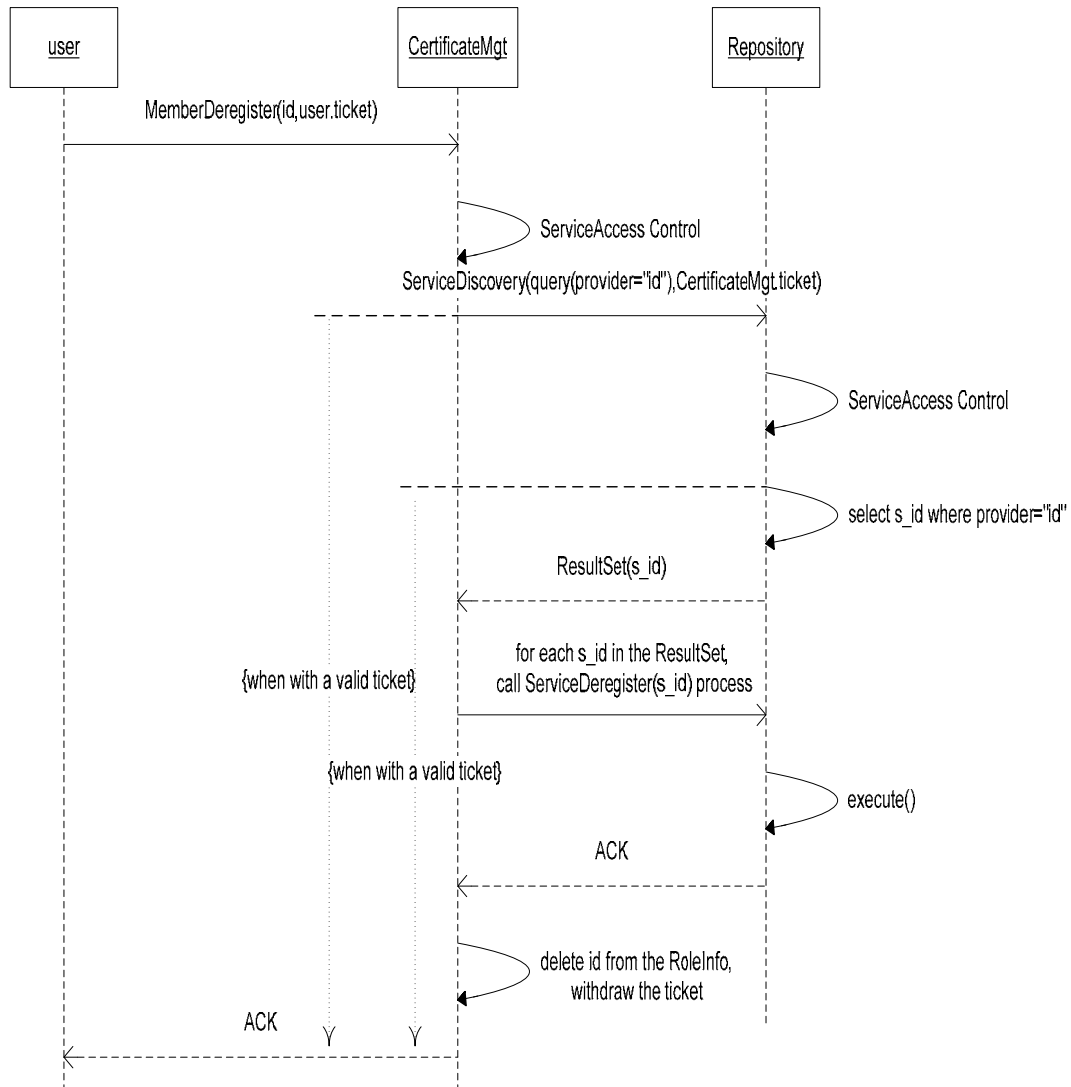 user
CertificateMgt
Repository
MemberDeregister(id,user.ticket)
ServiceAccess Control
ServiceDiscovery(query(provider="id"),CertificateMgt.ticket)
ServiceAccess Control
select s_id where provider="id"
ResultSet(s_id)
for each s_id in the ResultSet,
call ServiceDeregister(s_id) process
{when with a valid ticket}
{when with a valid ticket}
execute()
ACK
delete id from the RoleInfo,
withdraw the ticket
ACK